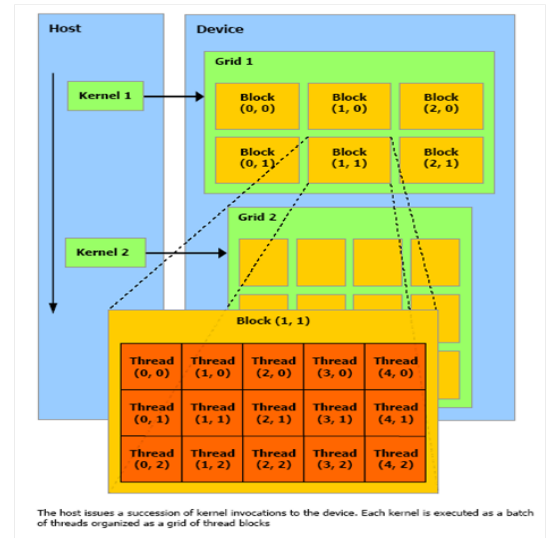 Host
Device
Grid 1
Kernel 1
Block
(0, 0)
Block
(1, 0)
Block
(2, 0)
Block
(0, 1)
Block
(1, 1)
Block
(2, 1)
Grid 2
Kernel 2
Block (1, 1)
Thread
(0, 0)
Thread
(1, 0)
Thread
(2, 0)
Thread
(3, 0)
Thread
(4, 0)
Thread
(0, 1)
Thread
(1, 1)
Thread
(2, 1)
Thread
(3, 1)
Thread
(4, 1)
Thread
(0, 2)
Thread
(1, 2)
Thread
(2, 2)
Thread
(3, 2)
Thread
(4, 2)
The host issues a succession of kernel invocations to the device. Each kernel is executed as a batch
of threads organized as a grid of thread blocks